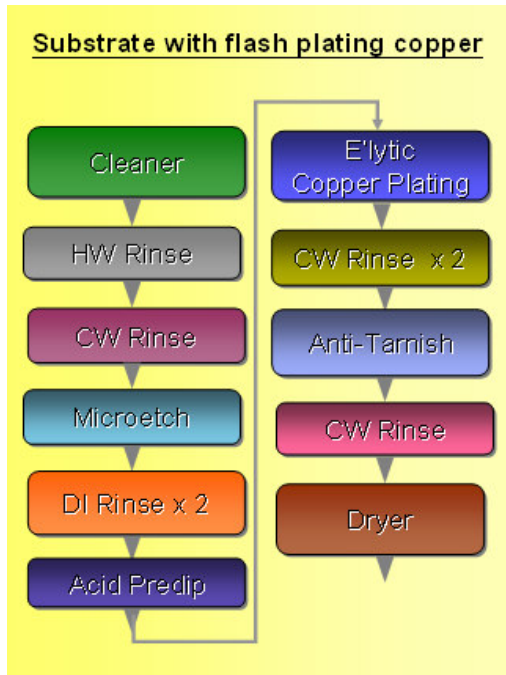 Substrate with flash plating copper
Cleaner
HW Rinse
CW Rinse
Microetch
DI Rinse x 2
Acid Predip
E'lytic
Copper Plating
CW Rinse x 2
Anti-Tarnish
CW Rinse
Dryer